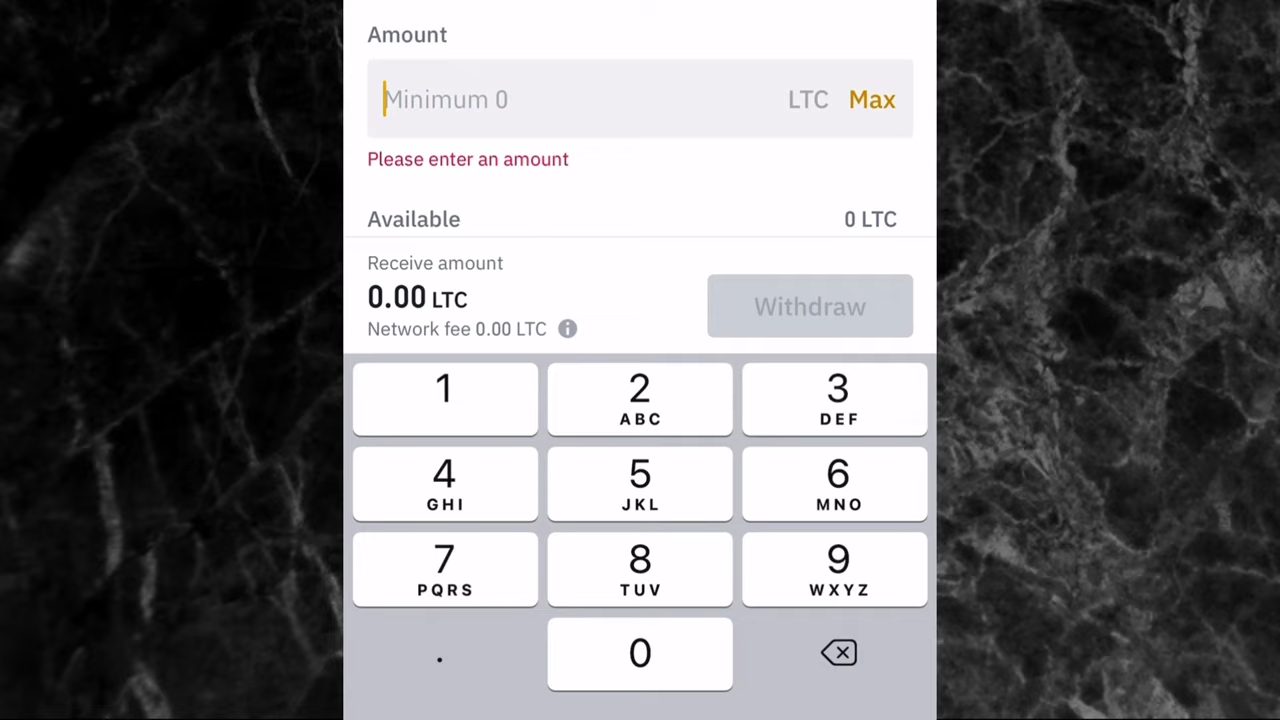 Amount
Minimum 0 LTC Max
Please enter an amount
Available 0 LTC
Receive amount
0.00 LTC
Network fee 0.00 LTC
Withdraw
1 2 3
ABC DEF
4 5 6
GHI JKL MNO
7 8 9
PQRS TUV WXYZ
. 0